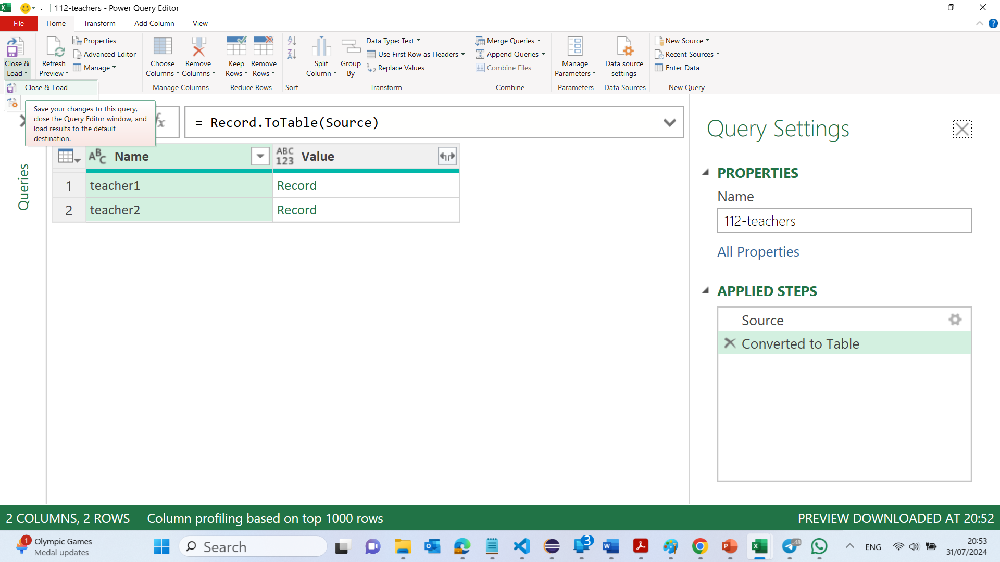 112-teachers - Power Query Editor
File
Home
Transform
Add Column
View
Close &
Load
Refresh
Preview
Properties
Advanced Editor
Manage
Choose
Columns
Remove
Columns
Manage Columns
Keep
Rows
Remove
Rows
Reduce Rows
Sort
Split
Column
Group
By
Data Type: Text
Use First Row as Headers
Replace Values
Transform
Merge Queries
Append Queries
Combine Files
Combine
Manage
Parameters
Parameters
Data source
settings
Data Sources
New Source
Recent Sources
Enter Data
New Query
Close & Load
Save your changes to this query,
close the Query Editor window, and
load results to the default
destination.
fx
= Record.ToTable(Source)
Queries
ABC Name
ABC
123 Value
1 teacher1 Record
2 teacher2 Record
Query Settings
PROPERTIES
Name
112-teachers
All Properties
APPLIED STEPS
Source
Converted to Table
2 COLUMNS, 2 ROWS
Column profiling based on top 1000 rows
PREVIEW DOWNLOADED AT 20:52
1
Olympic Games
Medal updates
Search
3
48
ENG
20:53
31/07/2024